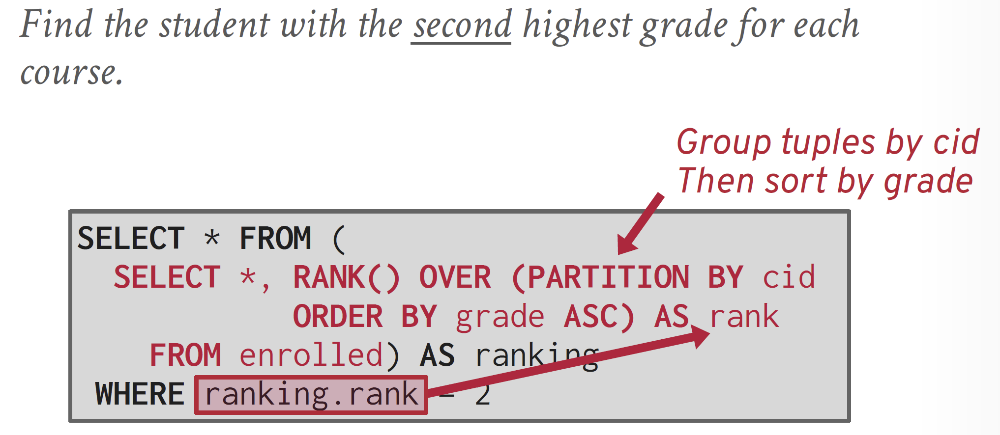 Find the student with the second highest grade for each
course.
Group tuples by cid
Then sort by grade
SELECT * FROM (
SELECT *, RANK() OVER (PARTITION BY cid
ORDER BY grade ASC) AS rank
FROM enrolled) AS ranking
WHERE ranking.rank = 2